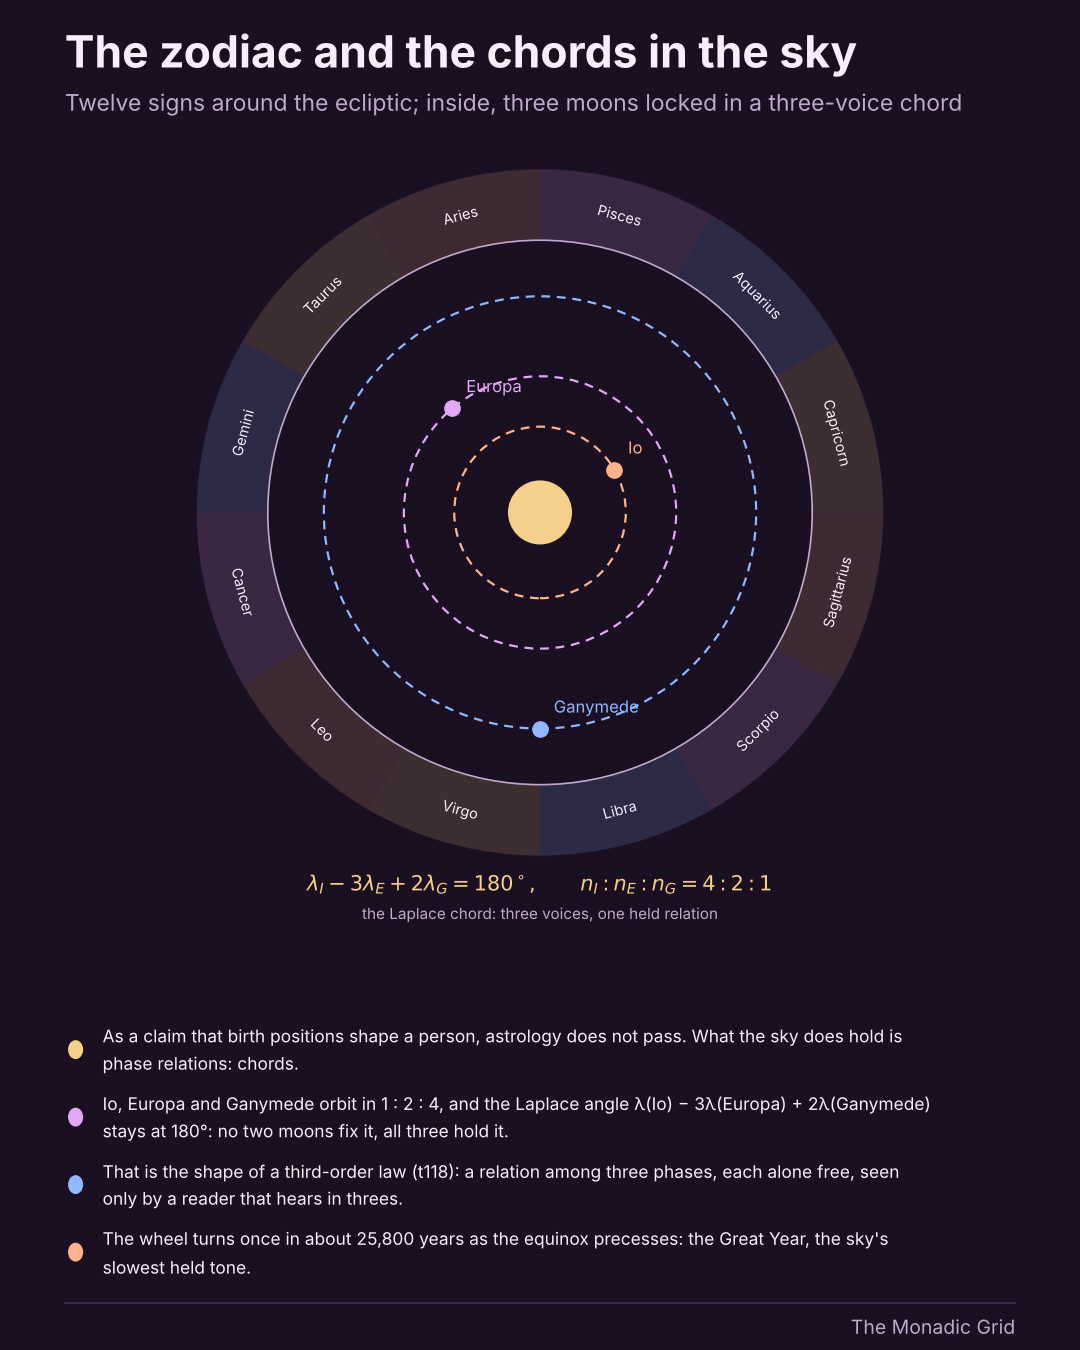 The zodiac and the chords in the sky
Twelve signs around the ecliptic; inside, three moons locked in a three-voice chord
Aries
Pisces
Taurus
Aquarius
Gemini
Capricorn
Europa
Io
Cancer
Sagittarius
Ganymede
Leo
Scorpio
Virgo
Libra
λ_I − 3λ_E + 2λ_G = 180°, n_I : n_E : n_G = 4 : 2 : 1
the Laplace chord: three voices, one held relation
As a claim that birth positions shape a person, astrology does not pass. What the sky does hold is
phase relations: chords.
Io, Europa and Ganymede orbit in 1 : 2 : 4, and the Laplace angle λ(Io) − 3λ(Europa) + 2λ(Ganymede)
stays at 180°: no two moons fix it, all three hold it.
That is the shape of a third-order law (t118): a relation among three phases, each alone free, seen
only by a reader that hears in threes.
The wheel turns once in about 25,800 years as the equinox precesses: the Great Year, the sky's
slowest held tone.
The Monadic Grid